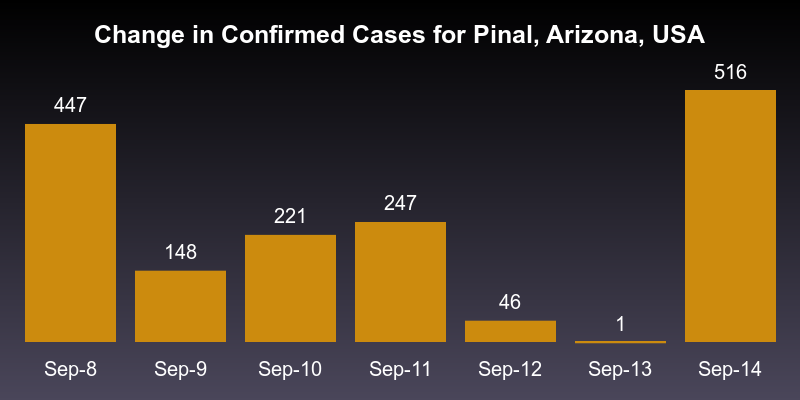 Change in Confirmed Cases for Pinal, Arizona, USA
447
148
221
247
46
1
516
Sep-8
Sep-9
Sep-10
Sep-11
Sep-12
Sep-13
Sep-14